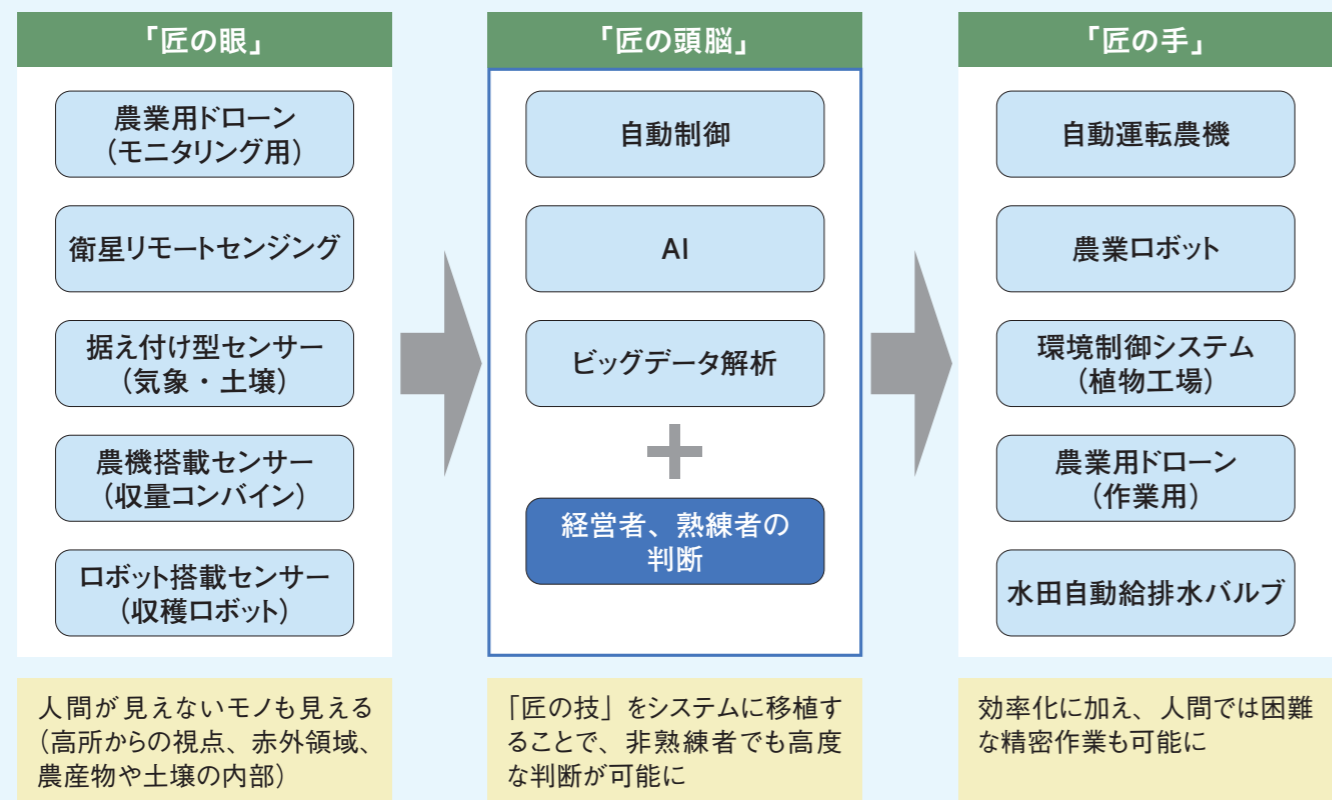 「匠の眼」
農業用ドローン
（モニタリング用）
衛星リモートセンシング
据え付け型センサー
（気象・土壌）
農機搭載センサー
（収量コンバイン）
ロボット搭載センサー
（収穫ロボット）
人間が見えないモノも見える
（高所からの視点、赤外領域、
農産物や土壌の内部）
「匠の頭脳」
自動制御
AI
ビッグデータ解析
+
経営者、熟練者の
判断
「匠の技」をシステムに移植す
ることで、非熟練者でも高度
な判断が可能に
「匠の手」
自動運転農機
農業ロボット
環境制御システム
（植物工場）
農業用ドローン
（作業用）
水田自動給排水バルブ
効率化に加え、人間では困難
な精密作業も可能に